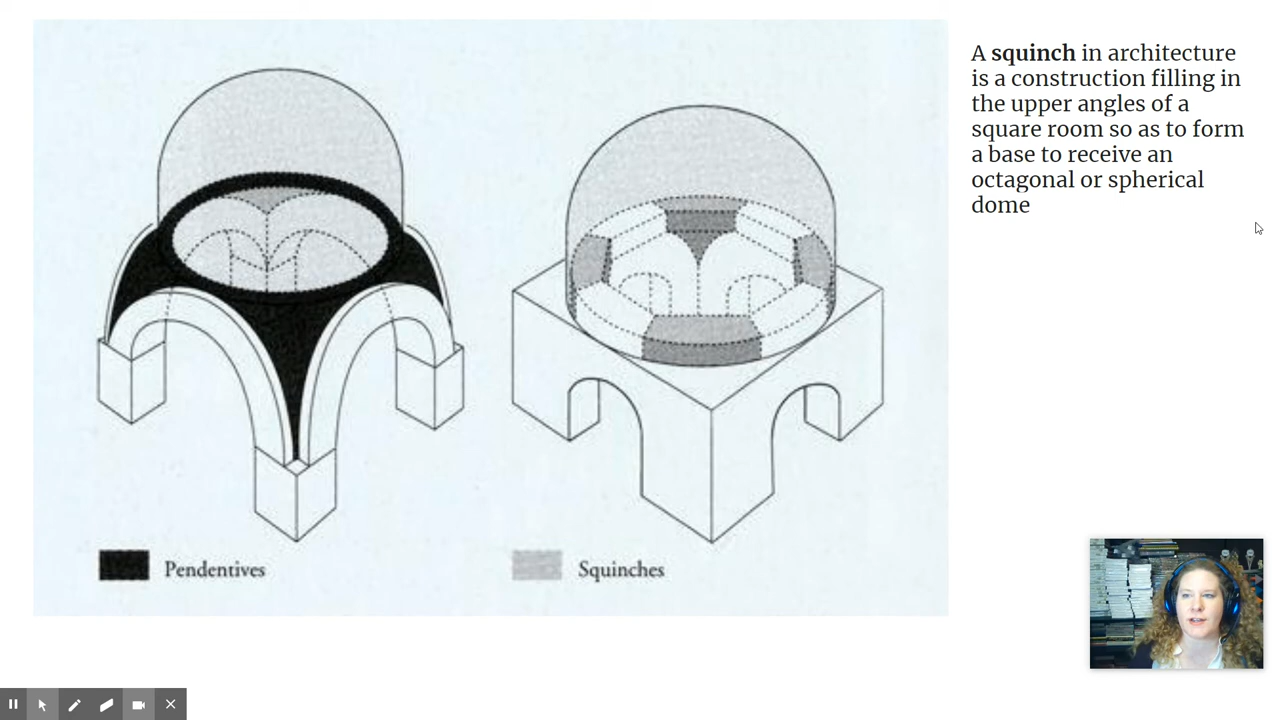 A squinch in architecture
is a construction filling in
the upper angles of a
square room so as to form
a base to receive an
octagonal or spherical
dome
Pendentives
Squinches